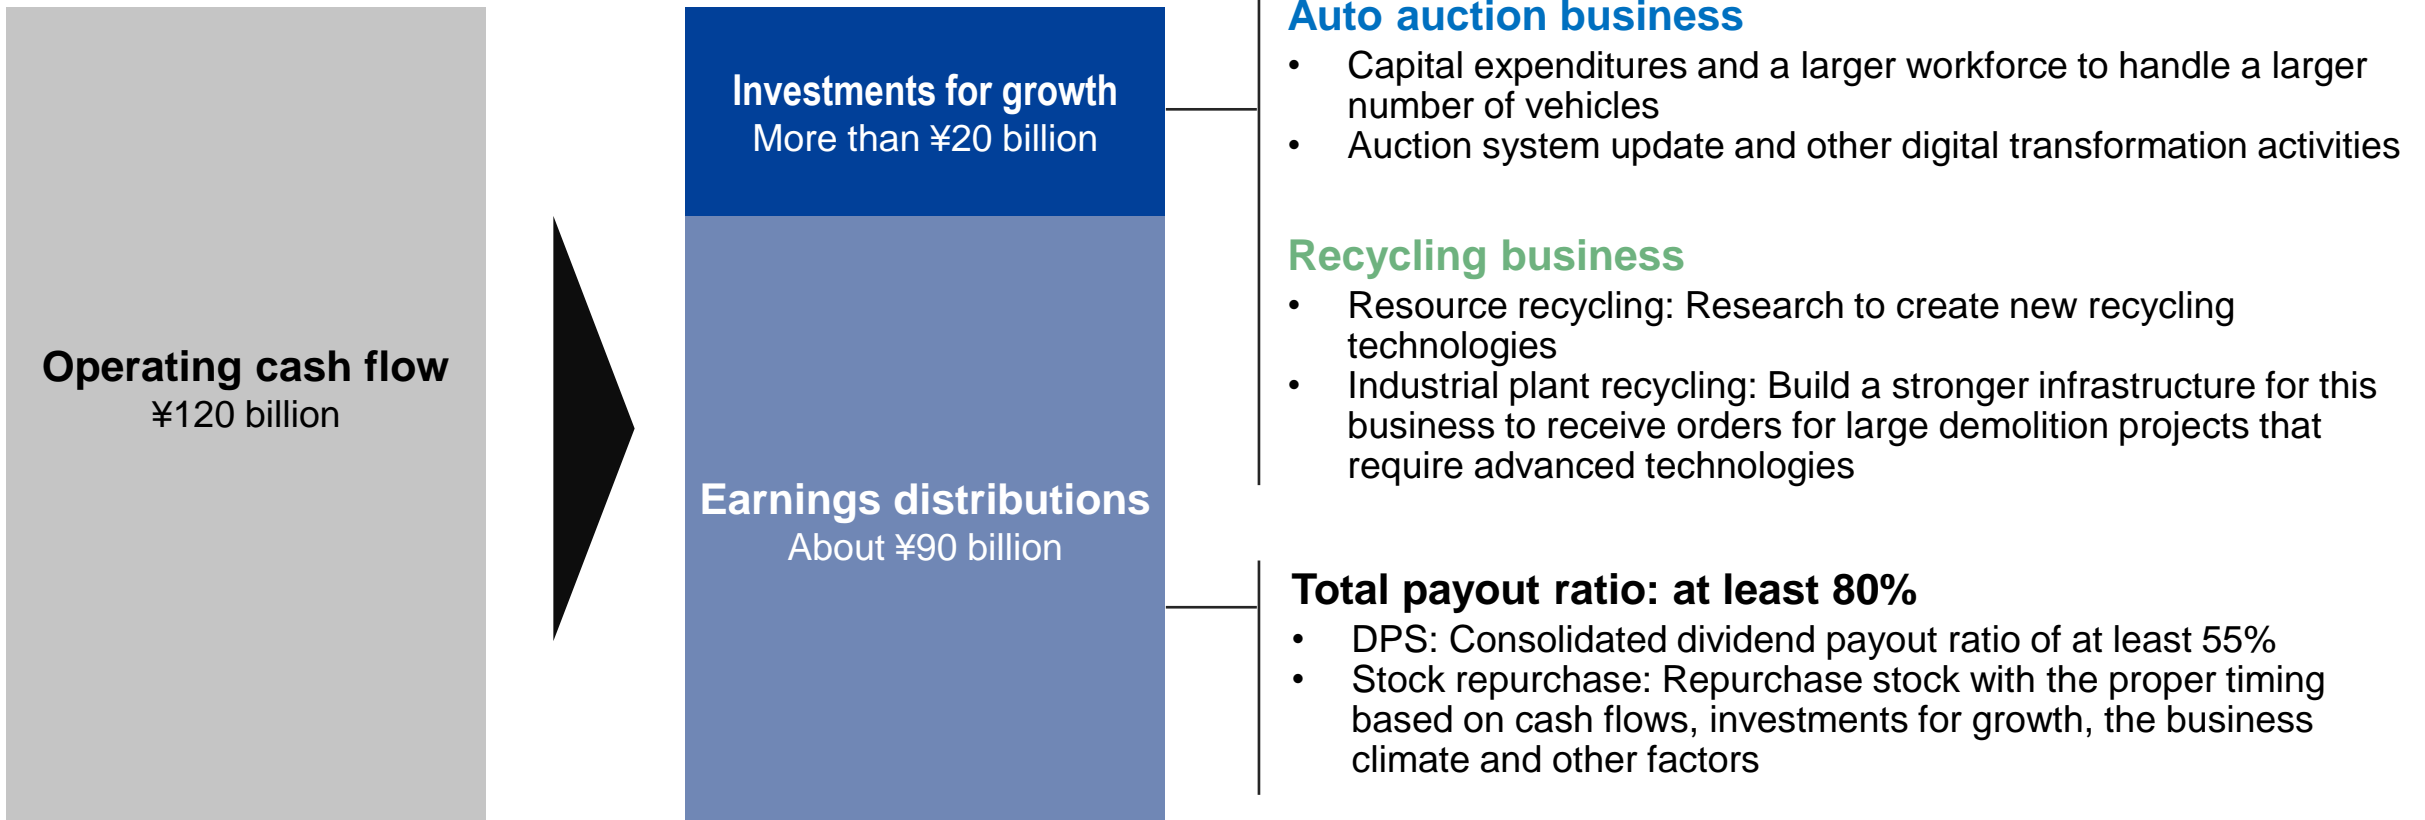 Operating cash flow
¥120 billion
Investments for growth
More than ¥20 billion
Earnings distributions
About ¥90 billion
Auto auction business
• Capital expenditures and a larger workforce to handle a larger
number of vehicles
• Auction system update and other digital transformation activities
Recycling business
• Resource recycling: Research to create new recycling
technologies
• Industrial plant recycling: Build a stronger infrastructure for this
business to receive orders for large demolition projects that
require advanced technologies
Total payout ratio: at least 80%
• DPS: Consolidated dividend payout ratio of at least 55%
• Stock repurchase: Repurchase stock with the proper timing
based on cash flows, investments for growth, the business
climate and other factors